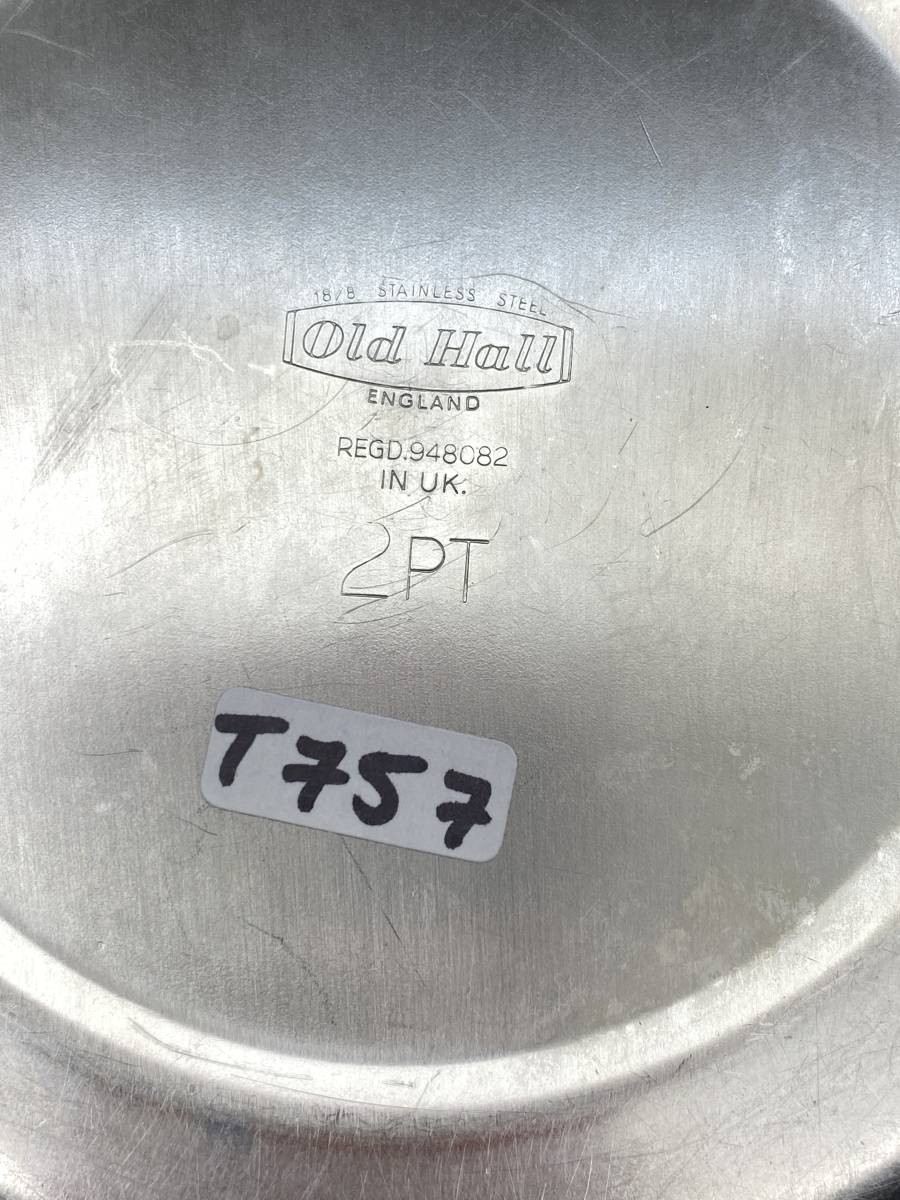 18/8 STAINLESS STEEL
Old Hall
ENGLAND
REGD.948082
IN UK.
2PT
T757